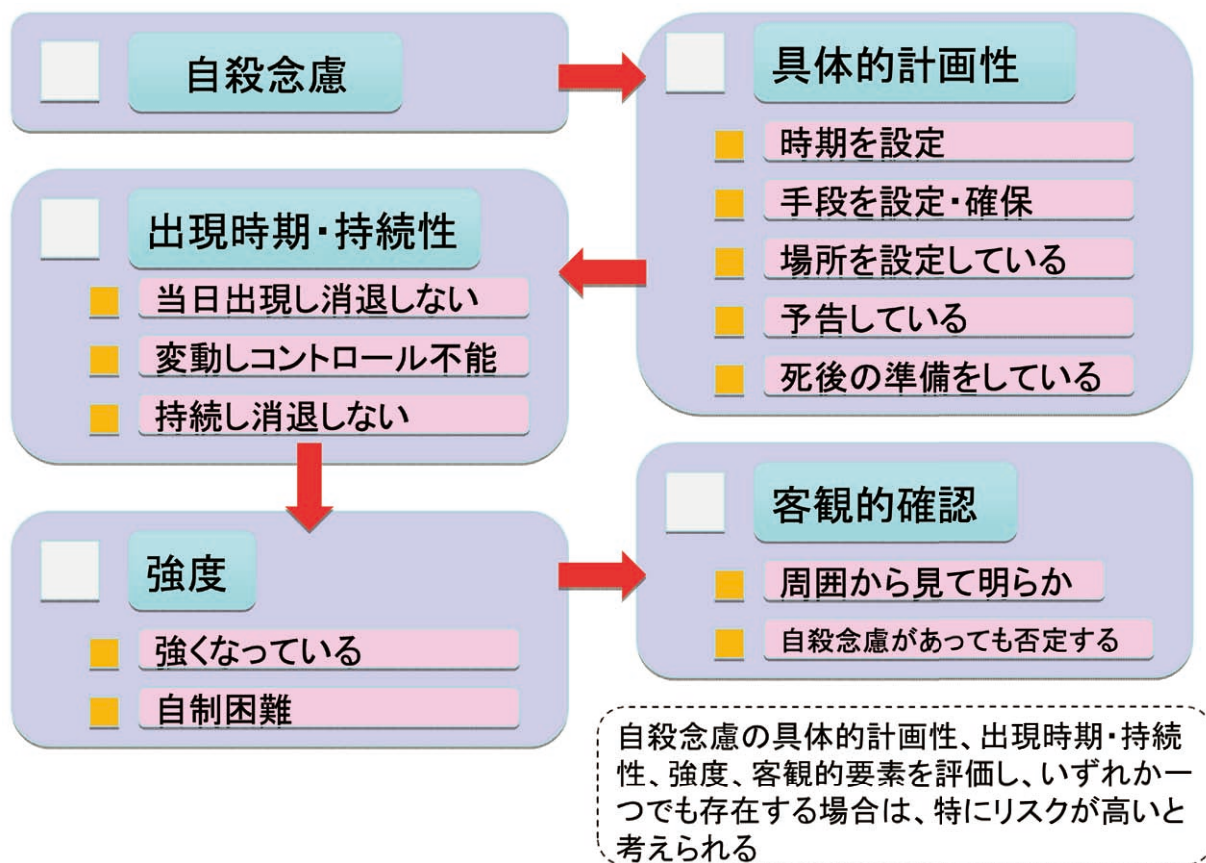 自殺念慮
具体的計画性
時期を設定
手段を設定・確保
場所を設定している
予告している
死後の準備をしている
出現時期・持続性
当日出現し消退しない
変動しコントロール不能
持続し消退しない
強度
強くなっている
自制困難
客観的確認
周囲から見て明らか
自殺念慮があっても否定する
自殺念慮の具体的計画性、出現時期・持続
性、強度、客観的要素を評価し、いずれか一
つでも存在する場合は、特にリスクが高いと
考えられる